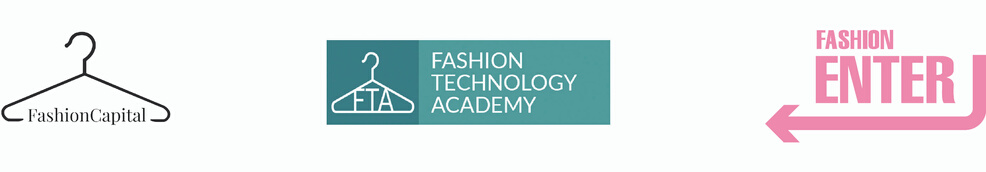 FashionCapital
FTA
FASHION
TECHNOLOGY
ACADEMY
FASHION
ENTER